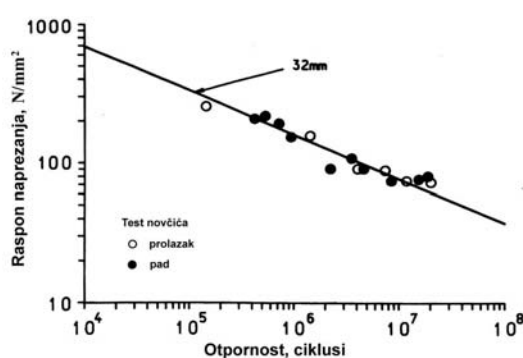 Raspon naprezanja, N/mm²
1000
100
10
32mm
Test novčića
prolazak
pad
10⁴ 10⁵ 10⁶ 10⁷ 10⁸
Otpornost, ciklusi